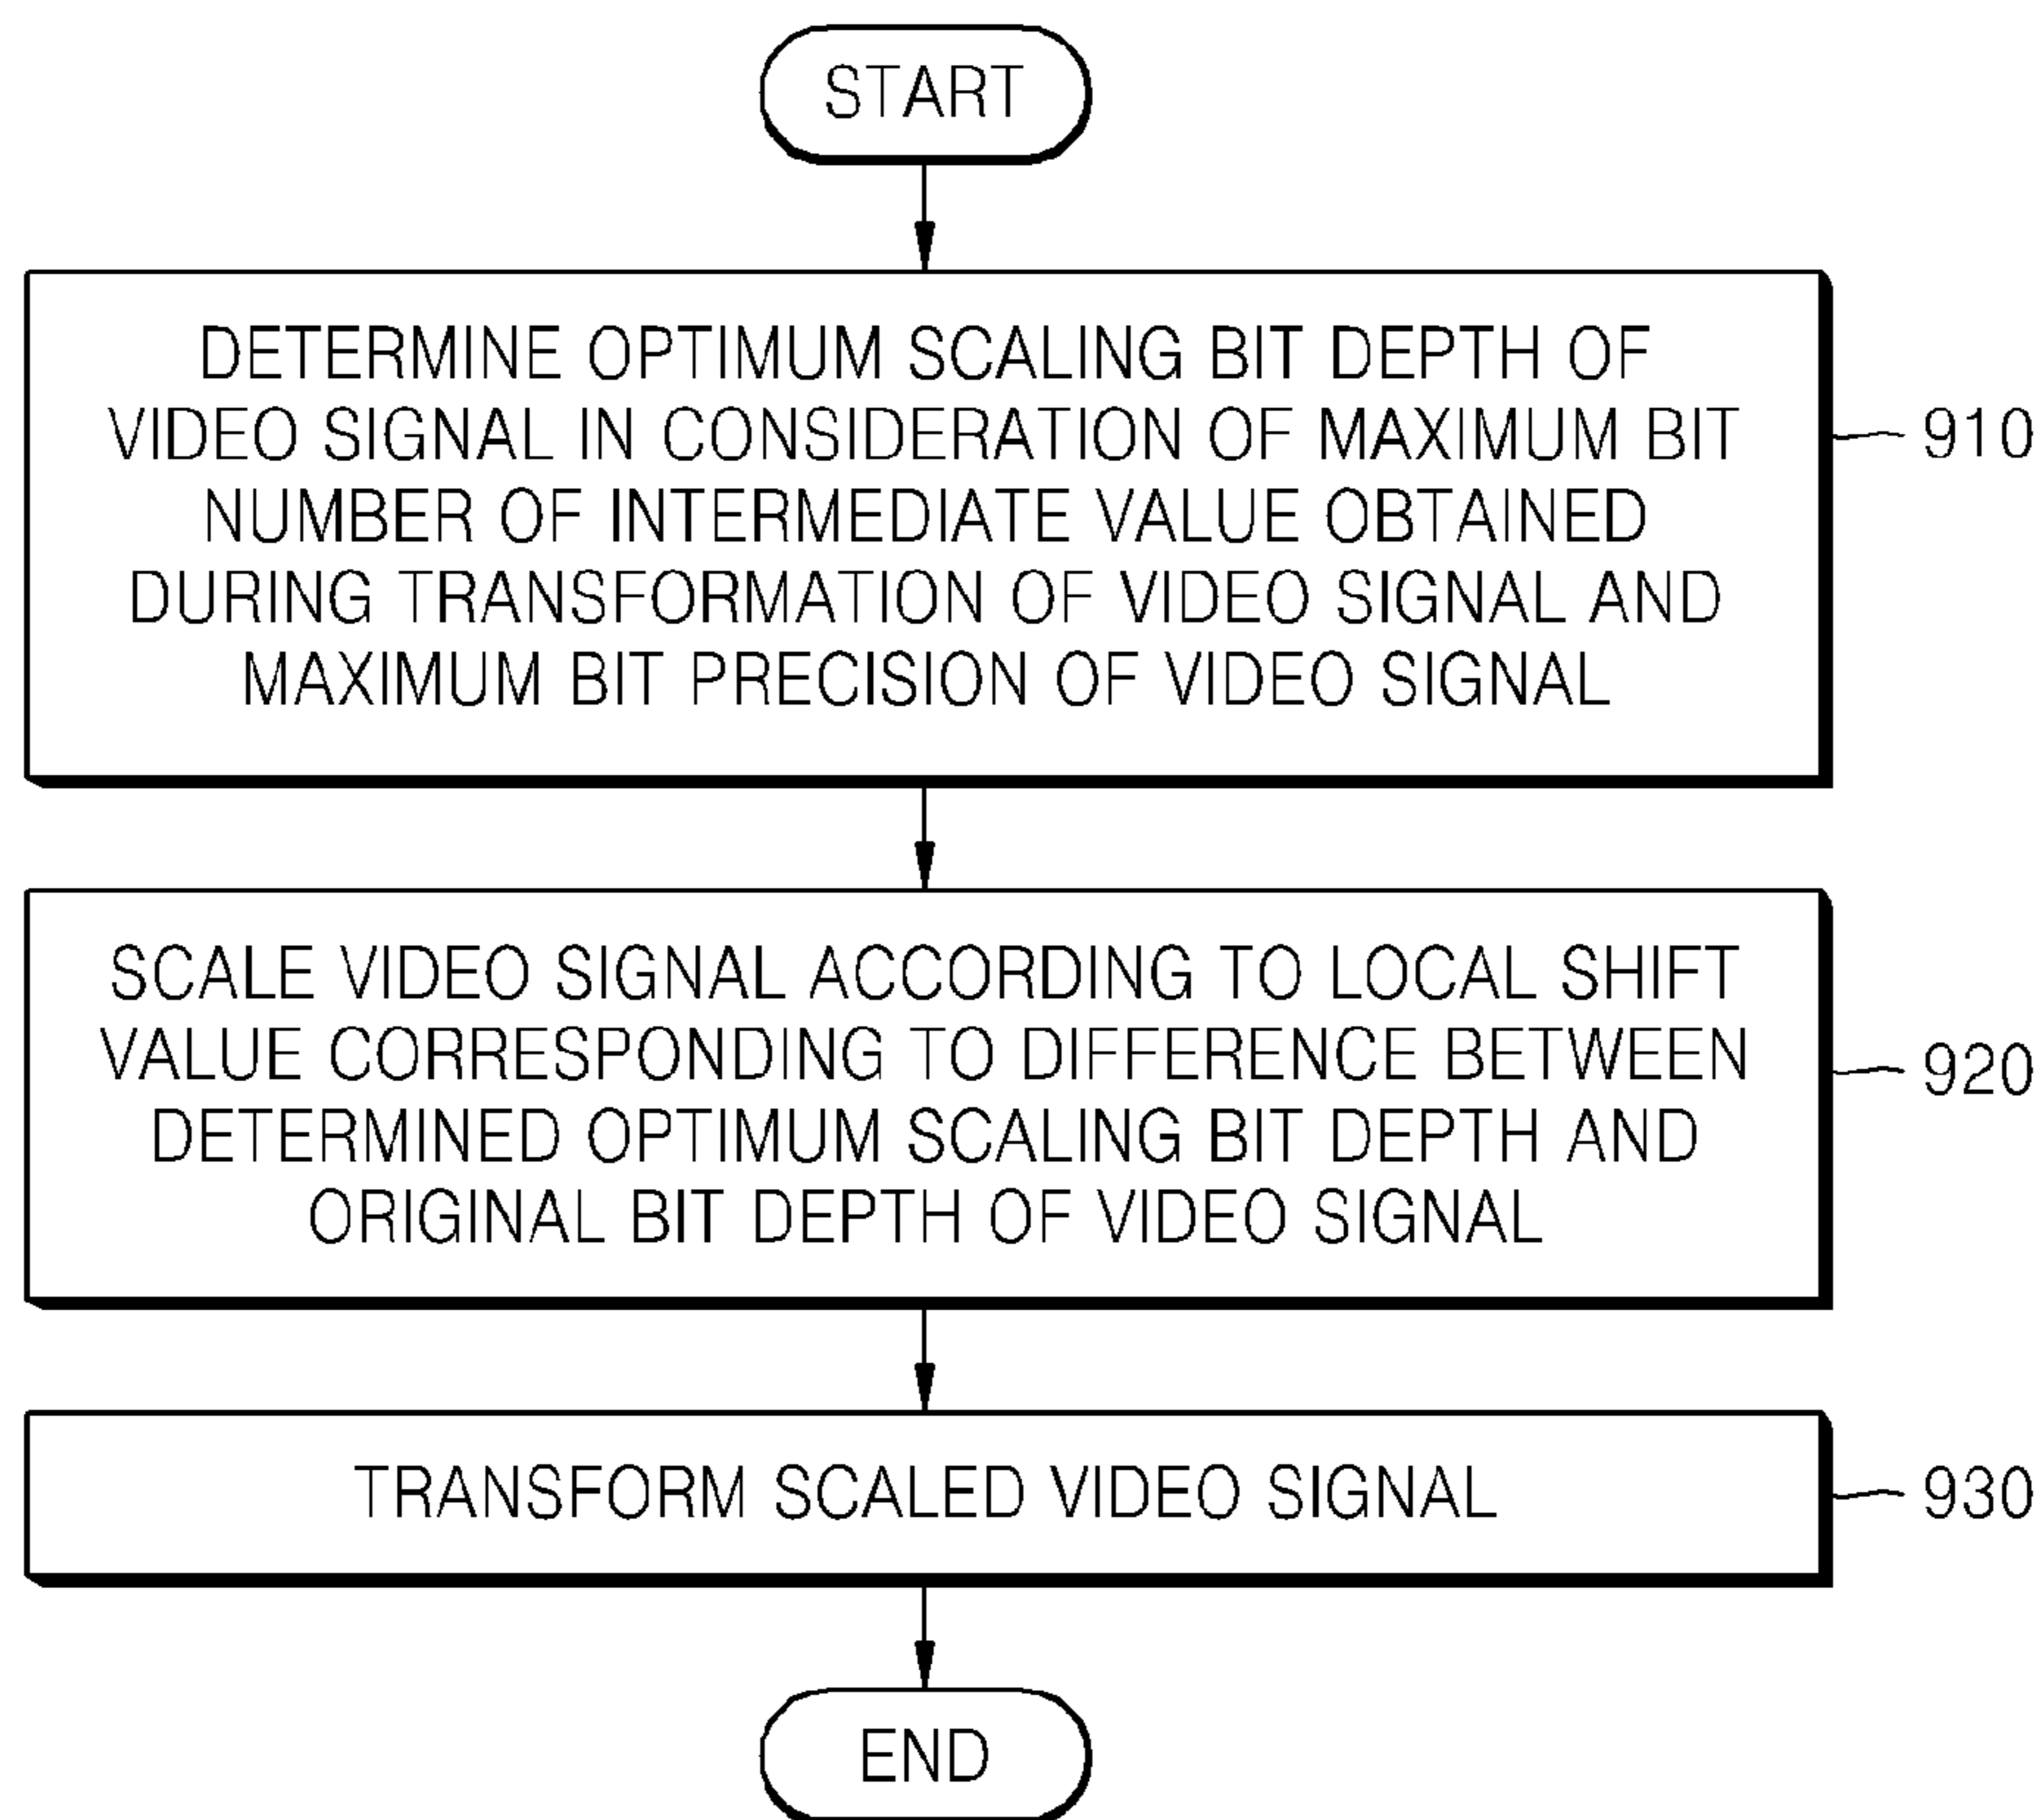 START
DETERMINE OPTIMUM SCALING BIT DEPTH OF
VIDEO SIGNAL IN CONSIDERATION OF MAXIMUM BIT
NUMBER OF INTERMEDIATE VALUE OBTAINED
DURING TRANSFORMATION OF VIDEO SIGNAL AND
MAXIMUM BIT PRECISION OF VIDEO SIGNAL
910
SCALE VIDEO SIGNAL ACCORDING TO LOCAL SHIFT
VALUE CORRESPONDING TO DIFFERENCE BETWEEN
DETERMINED OPTIMUM SCALING BIT DEPTH AND
ORIGINAL BIT DEPTH OF VIDEO SIGNAL
920
TRANSFORM SCALED VIDEO SIGNAL
930
END